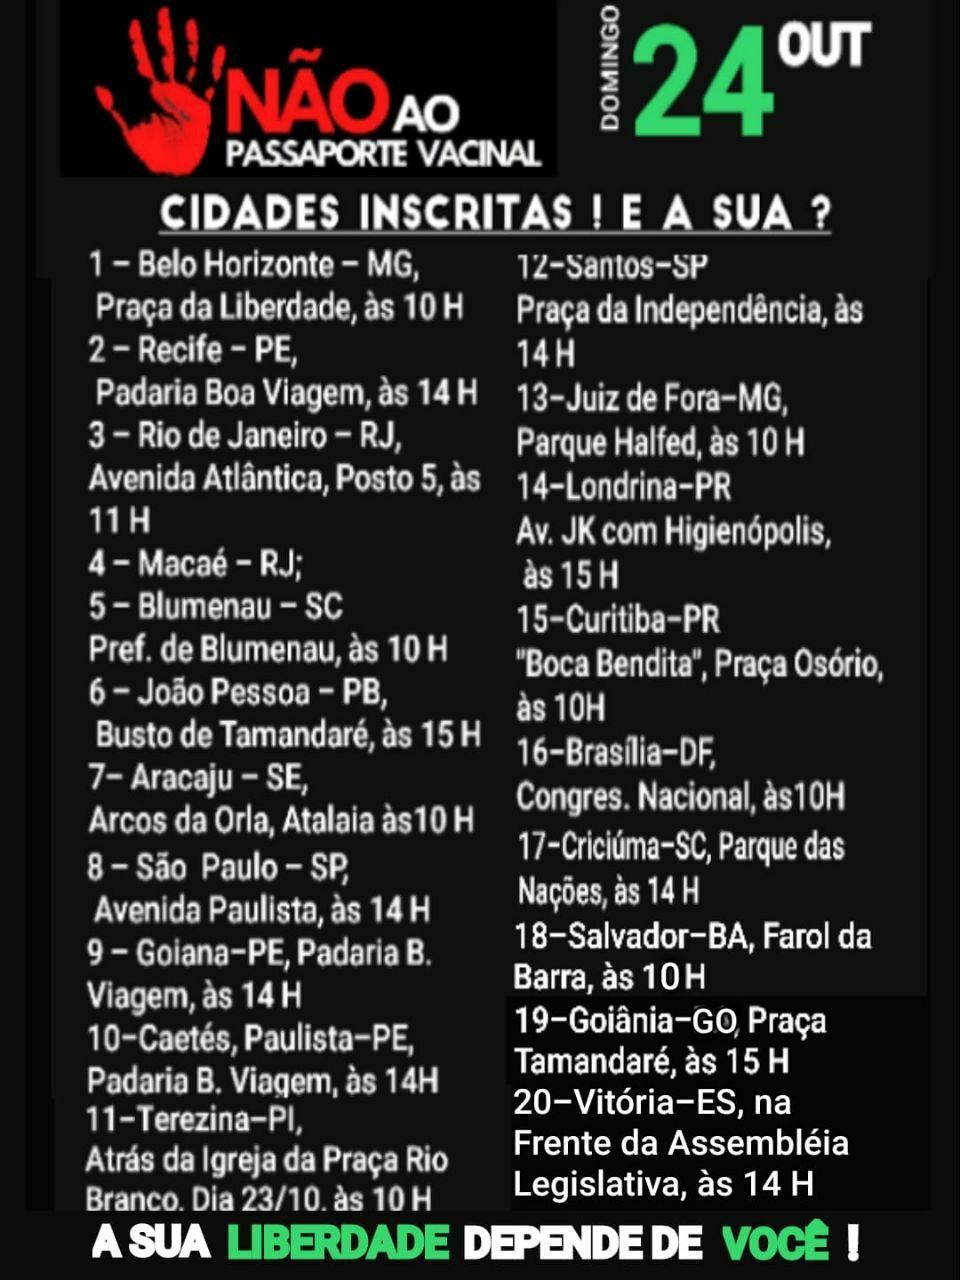 NÃO AO
PASSAPORTE VACINAL
DOMINGO
24 OUT
CIDADES INSCRITAS ! E A SUA ?
1 – Belo Horizonte – MG,
Praça da Liberdade, às 10 H
2 – Recife – PE,
Padaria Boa Viagem, às 14 H
3 – Rio de Janeiro – RJ,
Avenida Atlântica, Posto 5, às
11 H
4 – Macaé – RJ;
5 – Blumenau – SC
Pref. de Blumenau, às 10 H
6 – João Pessoa – PB,
Busto de Tamandaré, às 15 H
7– Aracaju – SE,
Arcos da Orla, Atalaia às10 H
8 – São Paulo – SP,
Avenida Paulista, às 14 H
9 – Goiana–PE, Padaria B.
Viagem, às 14 H
10–Caetés, Paulista–PE,
Padaria B. Viagem, às 14H
11–Terezina–PI,
Atrás da Igreja da Praça Rio
Branco. Dia 23/10. às 10 H
12–Santos–SP
Praça da Independência, às
14 H
13–Juiz de Fora–MG,
Parque Halfed, às 10 H
14–Londrina–PR
Av. JK com Higienópolis,
às 15 H
15–Curitiba–PR
"Boca Bendita", Praça Osório,
às 10H
16–Brasília–DF,
Congres. Nacional, às10H
17–Criciúma–SC, Parque das
Nações, às 14 H
18–Salvador–BA, Farol da
Barra, às 10 H
19–Goiânia–GO, Praça
Tamandaré, às 15 H
20–Vitória–ES, na
Frente da Assembléia
Legislativa, às 14 H
A SUA LIBERDADE DEPENDE DE VOCÊ !